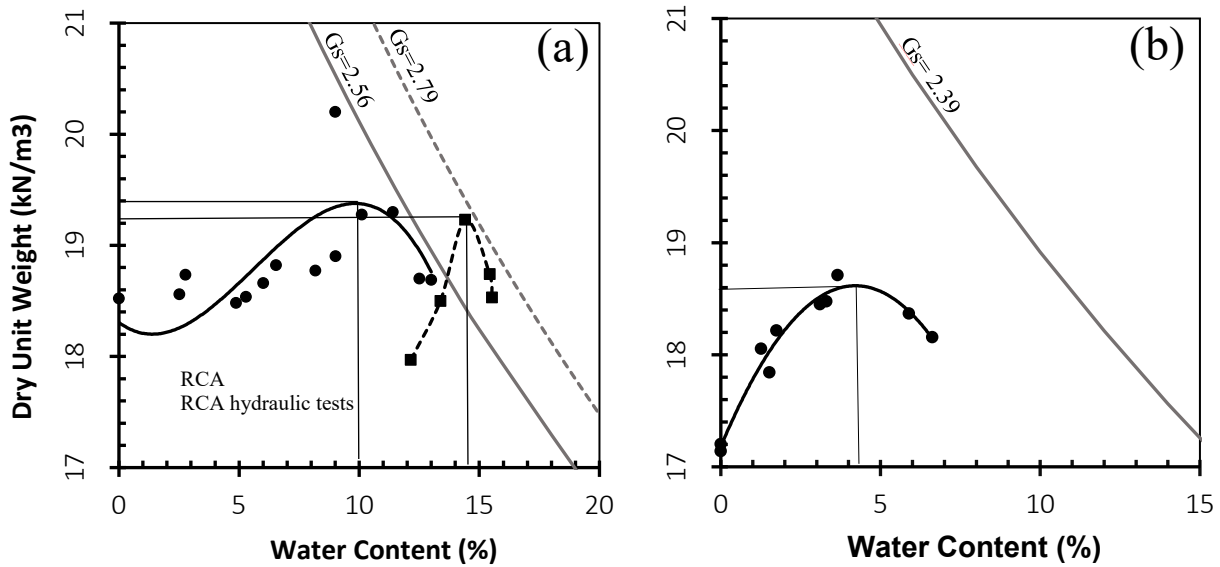 (a)
Gs=2.56
Gs=2.79
21
20
19
18
17
Dry Unit Weight (kN/m3)
RCA
RCA hydraulic tests
0 5 10 15 20
Water Content (%)
(b)
Gs= 2.39
21
20
19
18
17
0 5 10 15
Water Content (%)